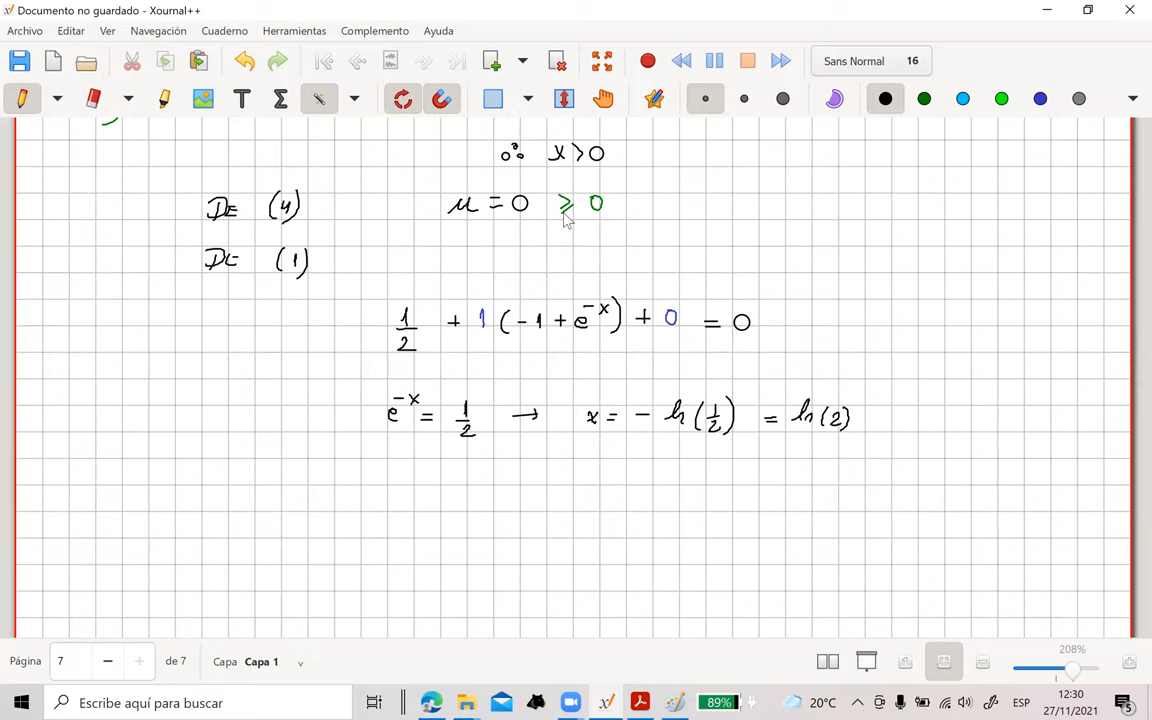 Documento no guardado - Xournal++
Archivo Editar Ver Navegación Cuaderno Herramientas Complemento Ayuda
Sans Normal 16
∴ x > 0
DE (4) μ = 0 ≥ 0
DE (1)
1/2 + 1(-1 + e^-x) + 0 = 0
e^-x = 1/2 → x = - ln(1/2) = ln(2)
Página 7 de 7 Capa Capa 1 208%
Escribe aquí para buscar 89% 20°C ESP 12:30 27/11/2021 5